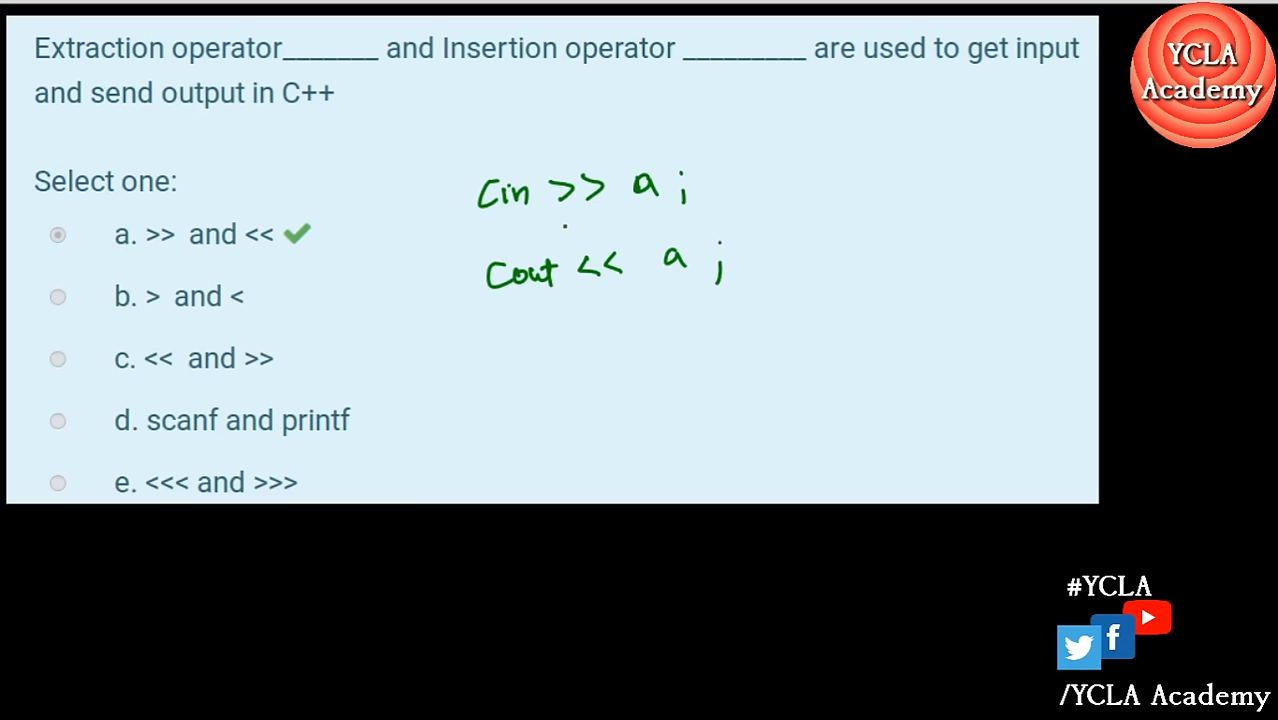 Extraction operator_______ and Insertion operator _________ are used to get input
and send output in C++
Select one:
a. >> and <<
b. > and <
c. << and >>
d. scanf and printf
e. <<< and >>>
Cin >> a ;
Cout << a ;
YCLA
Academy
#YCLA
/YCLA Academy